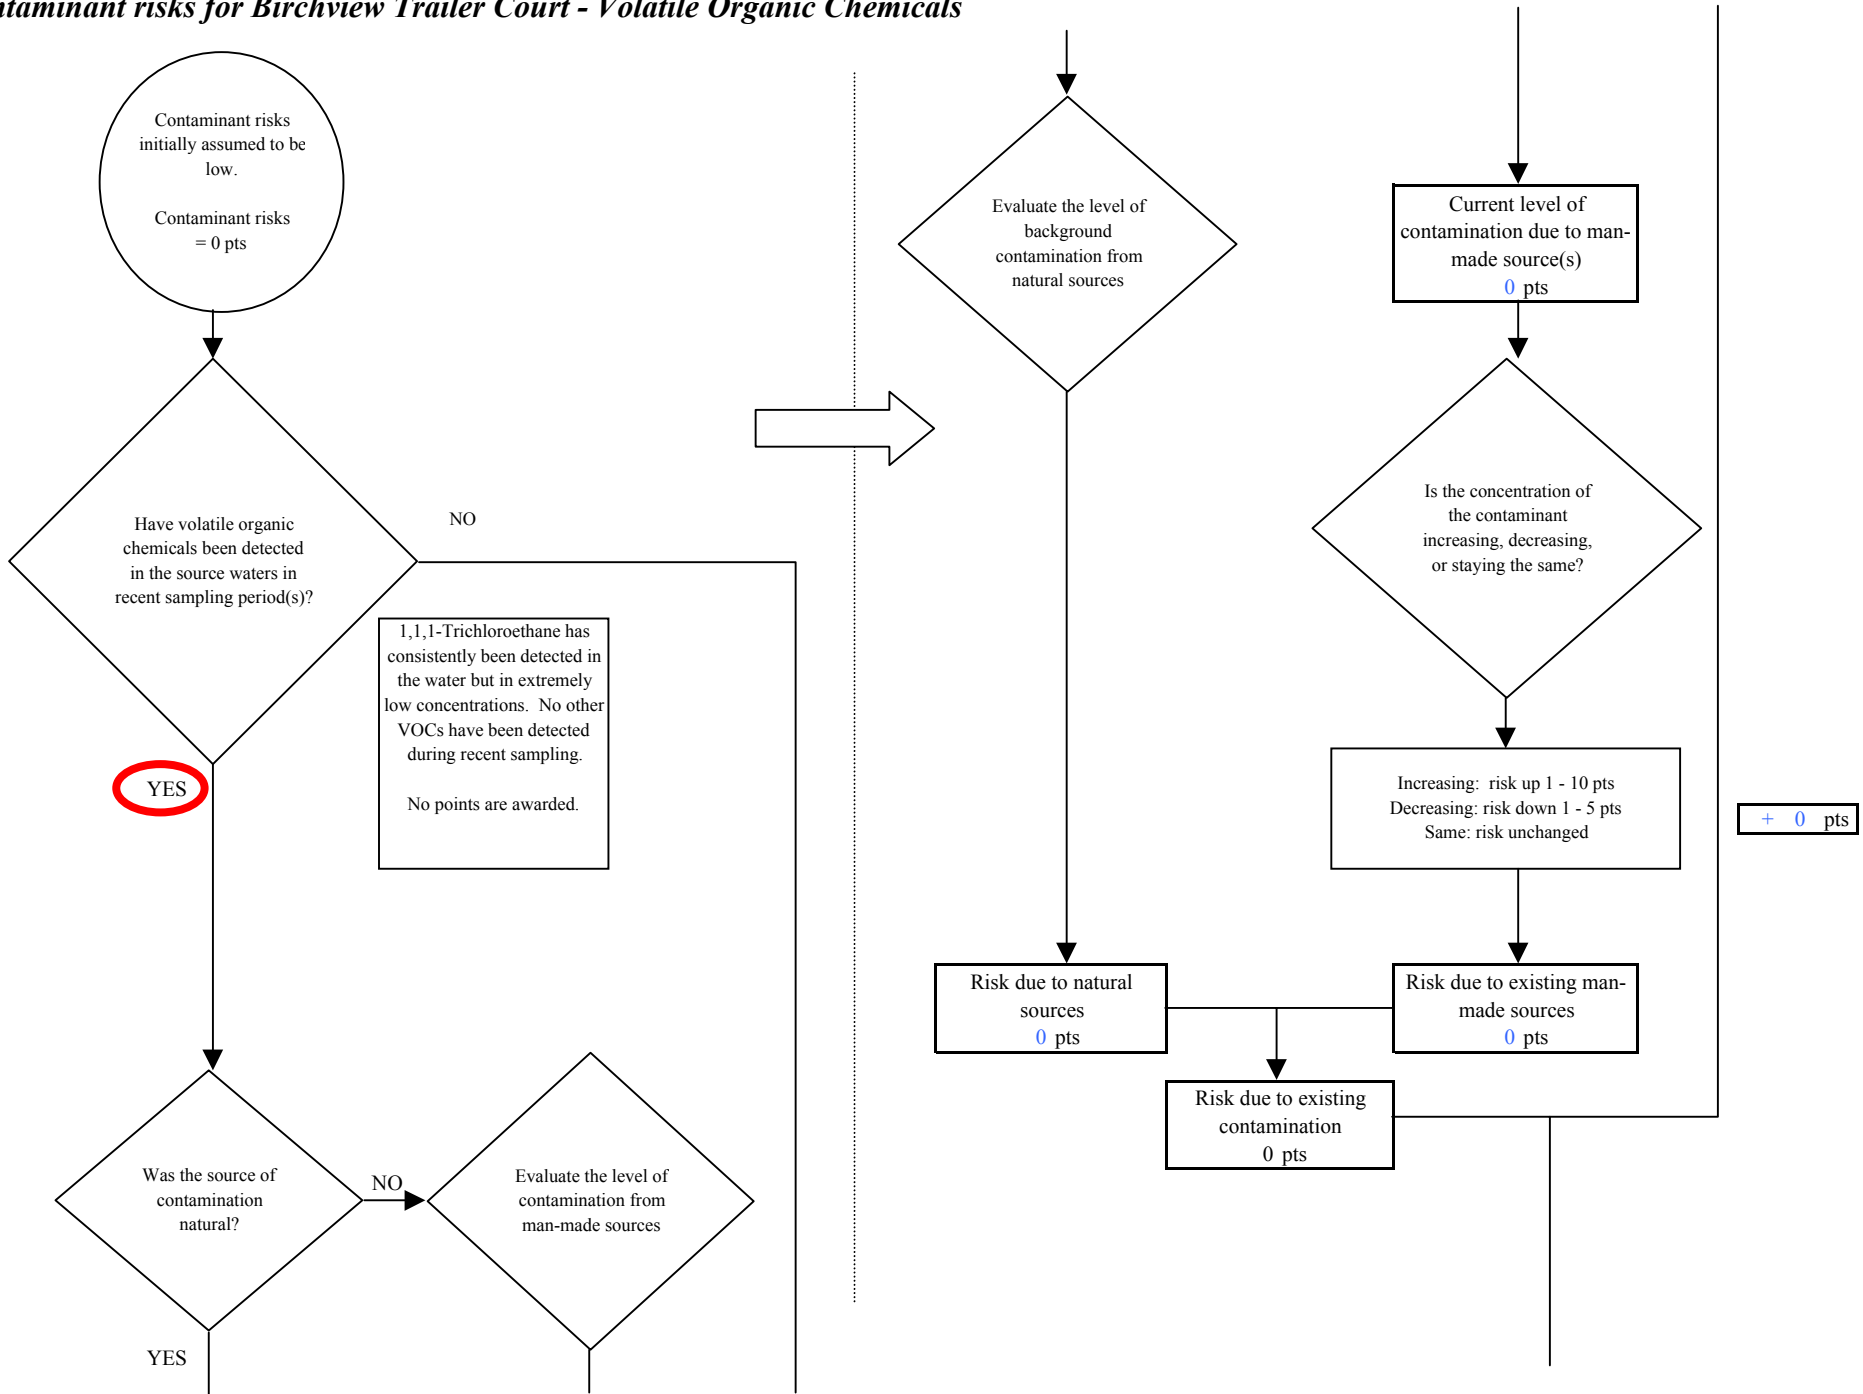 ntaminant risks for Birchview Trailer Court - Volatile Organic Chemicals
Contaminant risks
initially assumed to be
low.
Contaminant risks
= 0 pts
Have volatile organic
chemicals been detected
in the source waters in
recent sampling period(s)?
NO
1,1,1-Trichloroethane has
consistently been detected in
the water but in extremely
low concentrations. No other
VOCs have been detected
during recent sampling.
No points are awarded.
YES
Was the source of
contamination
natural?
NO
Evaluate the level of
contamination from
man-made sources
YES
Evaluate the level of
background
contamination from
natural sources
Current level of
contamination due to man-
made source(s)
0 pts
Is the concentration of
the contaminant
increasing, decreasing,
or staying the same?
Increasing: risk up 1 - 10 pts
Decreasing: risk down 1 - 5 pts
Same: risk unchanged
+ 0 pts
Risk due to natural
sources
0 pts
Risk due to existing man-
made sources
0 pts
Risk due to existing
contamination
0 pts